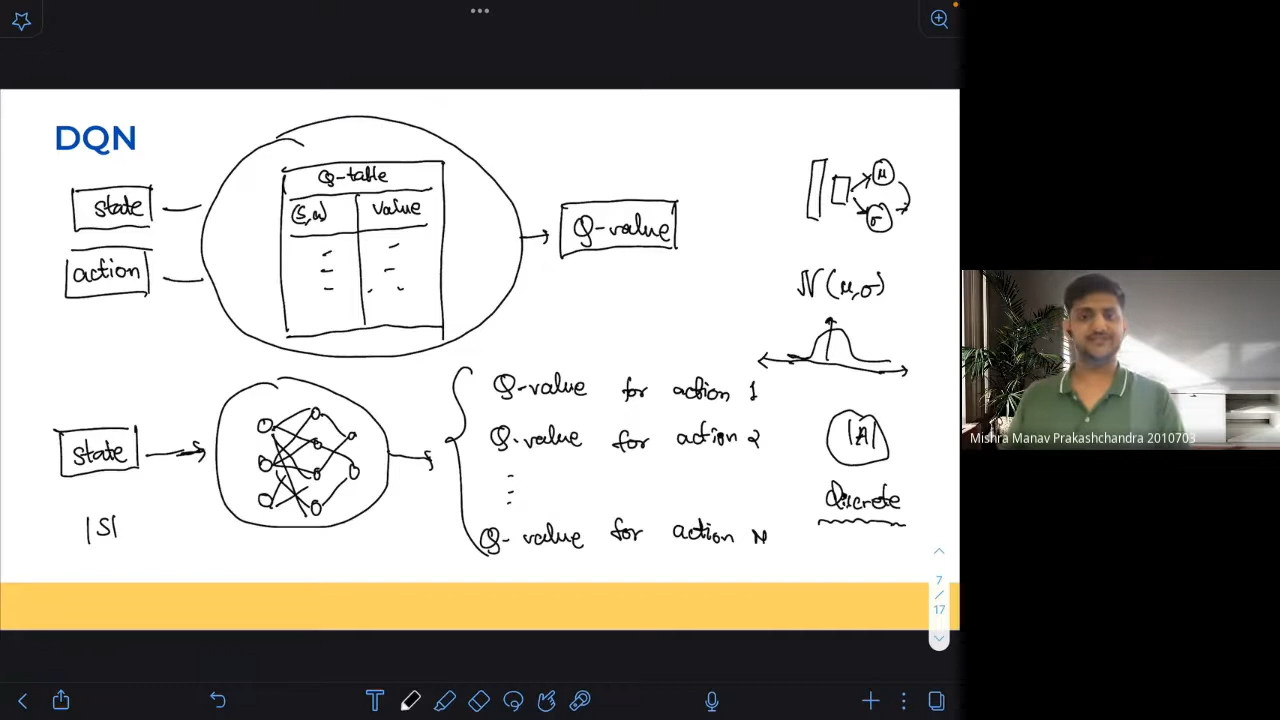 DQN
Q-table
state
(S,a) value
action
Q-value
μ
σ
N(μ,σ)
state
Q-value for action 1
Q-value for action 2
Q-value for action N
|S|
|A|
discrete
Mishra Manav Prakashchandra 2010703
7
/
17
T